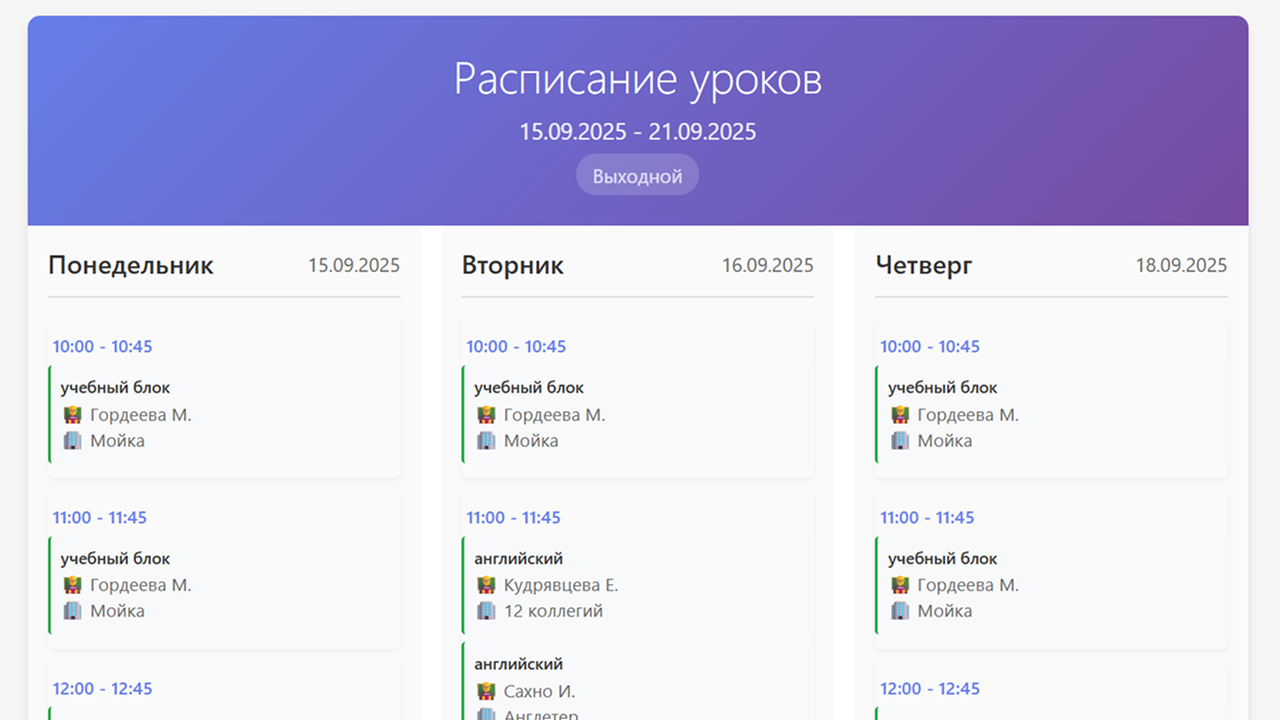 Расписание уроков
15.09.2025 - 21.09.2025
Выходной
Понедельник 15.09.2025
10:00 - 10:45
учебный блок
Гордеева М.
Мойка
11:00 - 11:45
учебный блок
Гордеева М.
Мойка
12:00 - 12:45
Вторник 16.09.2025
10:00 - 10:45
учебный блок
Гордеева М.
Мойка
11:00 - 11:45
английский
Кудрявцева Е.
12 коллегий
английский
Сахно И.
Англетер
Четверг 18.09.2025
10:00 - 10:45
учебный блок
Гордеева М.
Мойка
11:00 - 11:45
учебный блок
Гордеева М.
Мойка
12:00 - 12:45